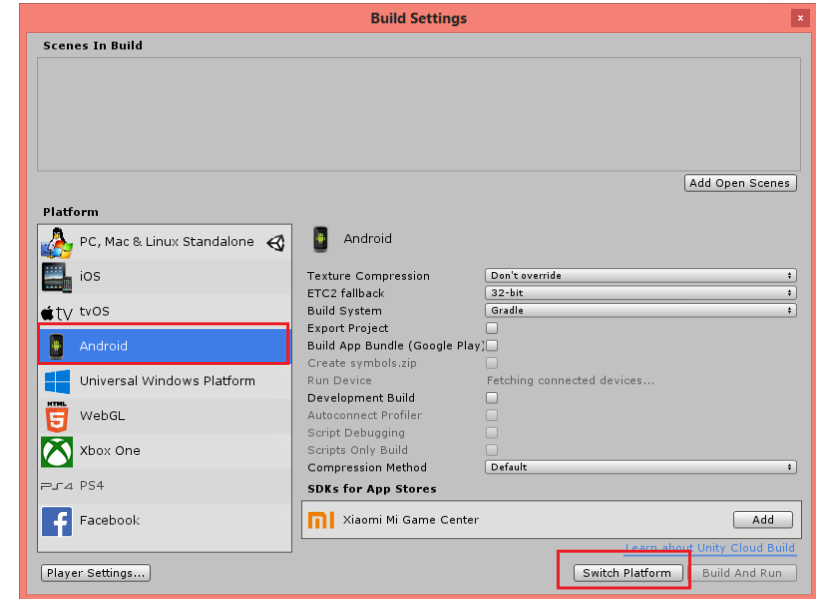 Build Settings
x
Scenes In Build
Add Open Scenes
Platform
PC, Mac & Linux Standalone
iOS
tv tvOS
Android
Universal Windows Platform
HTML
5 WebGL
Xbox One
PS4 PS4
f Facebook
Android
Texture Compression Don't override
ETC2 fallback 32-bit
Build System Gradle
Export Project
Build App Bundle (Google Play)
Create symbols.zip
Run Device Fetching connected devices...
Development Build
Autoconnect Profiler
Script Debugging
Scripts Only Build
Compression Method Default
SDKs for App Stores
Xiaomi Mi Game Center Add
Learn about Unity Cloud Build
Player Settings... Switch Platform Build And Run